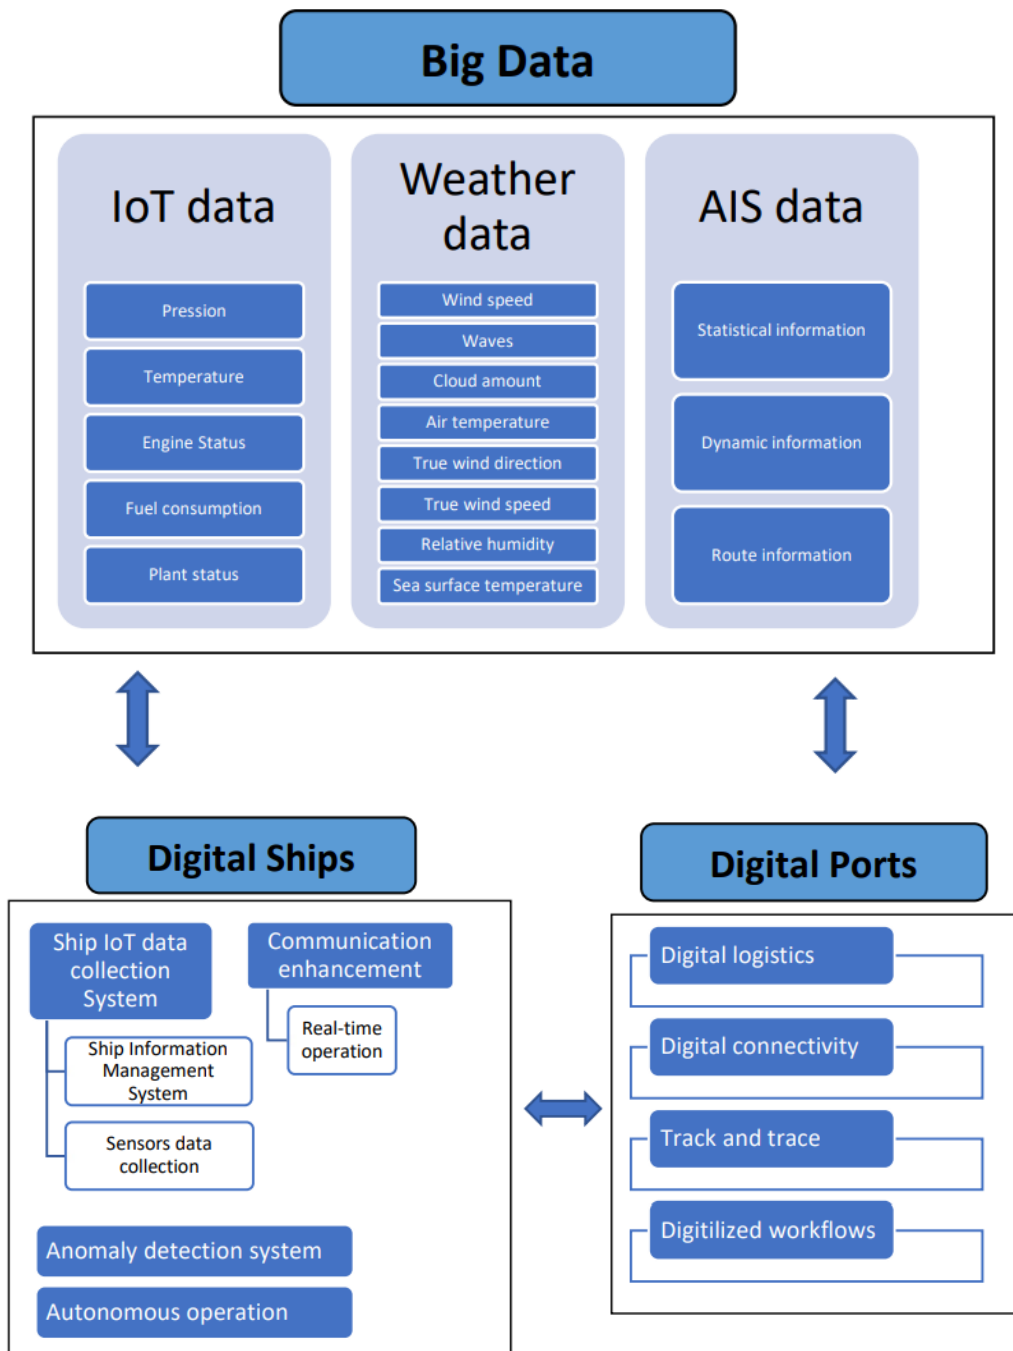 Big Data
IoT data
Pression
Temperature
Engine Status
Fuel consumption
Plant status
Weather
data
Wind speed
Waves
Cloud amount
Air temperature
True wind direction
True wind speed
Relative humidity
Sea surface temperature
AIS data
Statistical information
Dynamic information
Route information
Digital Ships
Ship IoT data
collection
System
Ship Information
Management
System
Sensors data
collection
Communication
enhancement
Real-time
operation
Anomaly detection system
Autonomous operation
Digital Ports
Digital logistics
Digital connectivity
Track and trace
Digitilized workflows